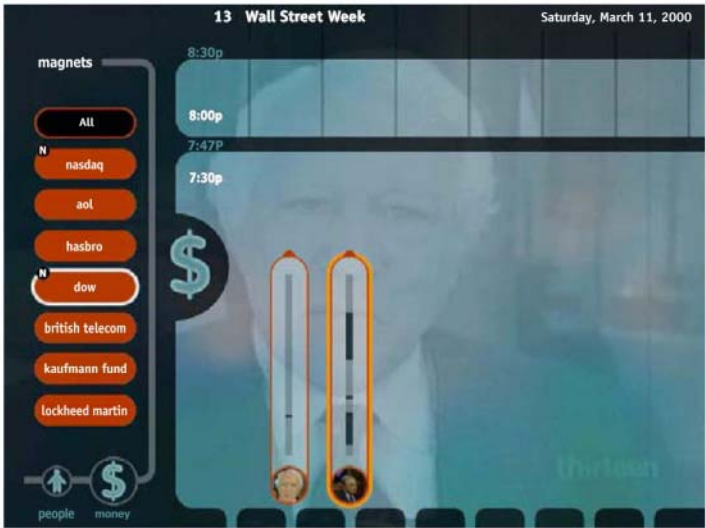 13 Wall Street Week
Saturday, March 11, 2000
magnets
All
N
nasdaq
aol
hasbro
N
dow
british telecom
kaufmann fund
lockheed martin
people
$
money
8:30p
8:00p
7:47P
7:30p
$
thirteen